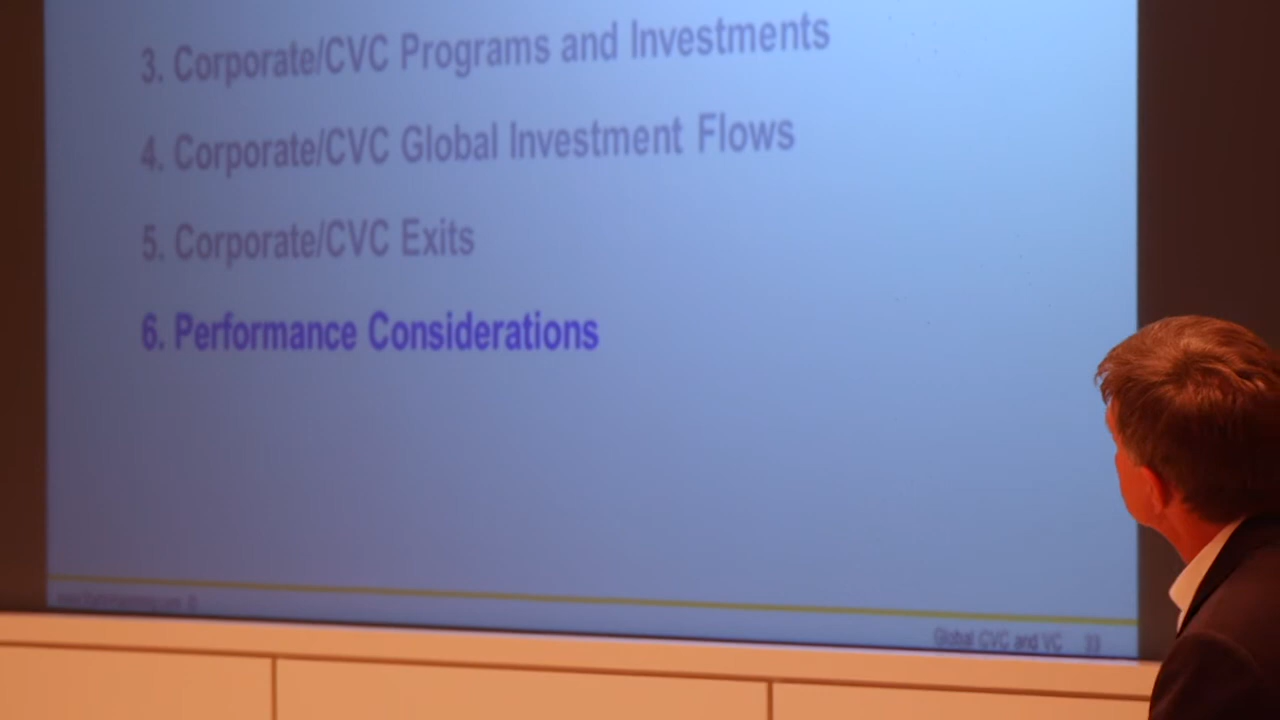 3. Corporate/CVC Programs and Investments
4. Corporate/CVC Global Investment Flows
5. Corporate/CVC Exits
6. Performance Considerations
Global CVC and VC